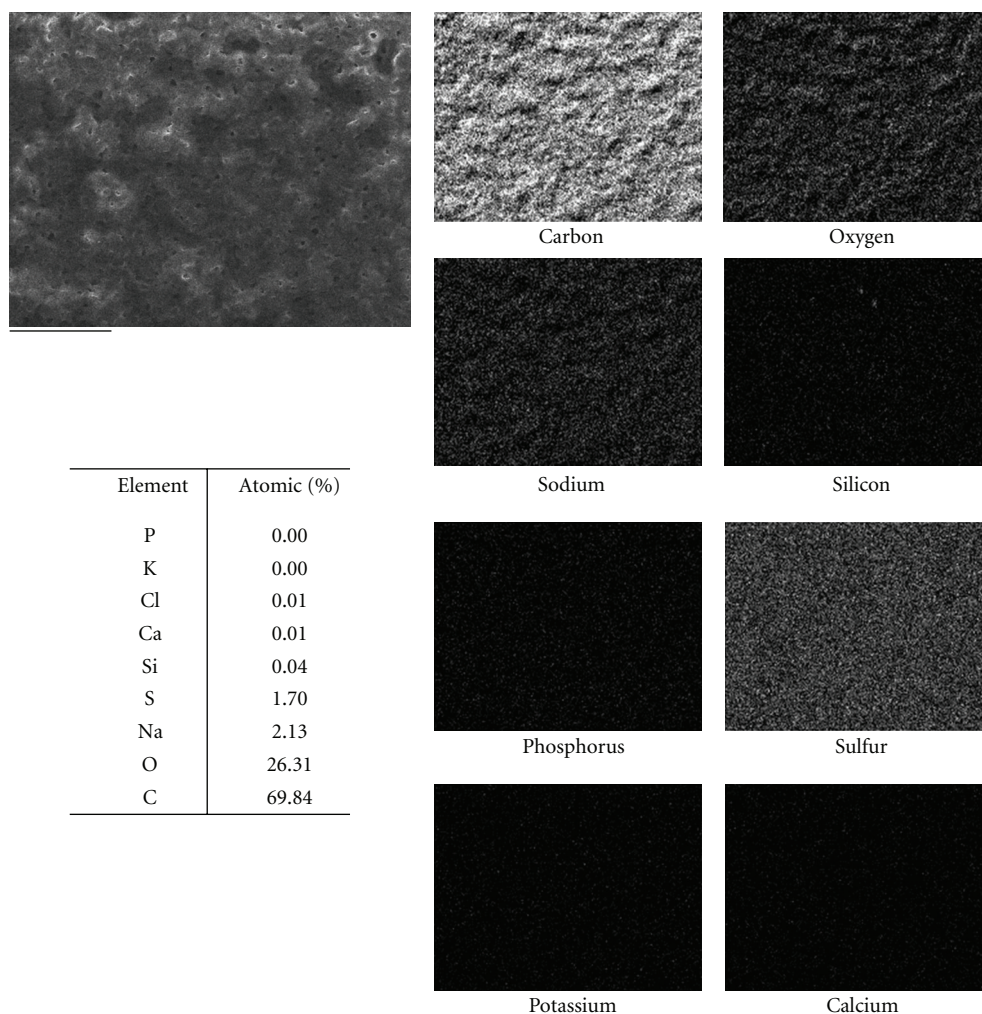 Carbon
Oxygen
Sodium
Silicon
Element Atomic (%)
P 0.00
K 0.00
Cl 0.01
Ca 0.01
Si 0.04
S 1.70
Na 2.13
O 26.31
C 69.84
Phosphorus
Sulfur
Potassium
Calcium